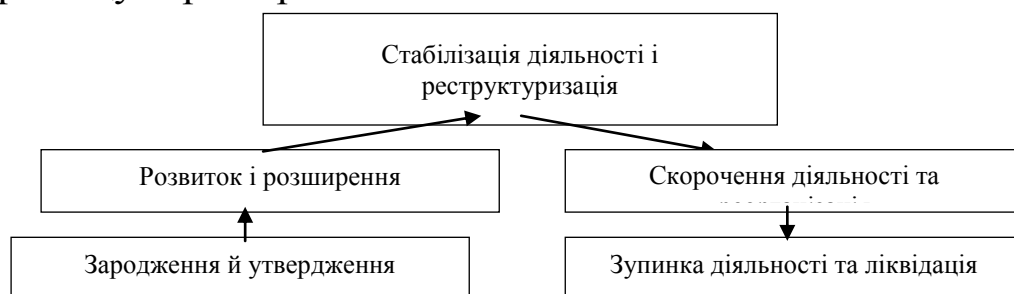 Стабілізація діяльності і
реструктуризація
Розвиток і розширення
Скорочення діяльності та
Зародження й утвердження
Зупинка діяльності та ліквідація